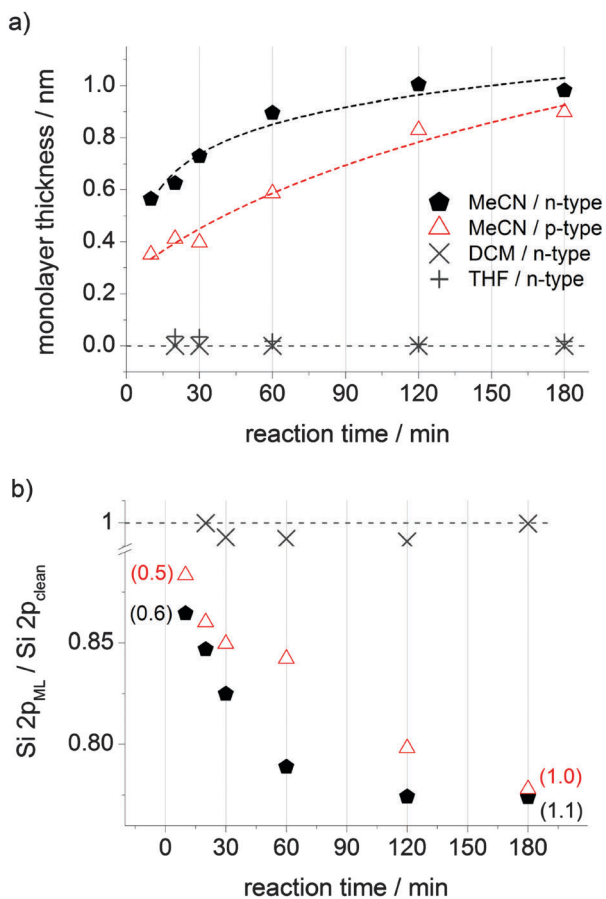 a)
monolayer thickness / nm
1.0
0.8
0.6
0.4
0.2
0.0
MeCN / n-type
MeCN / p-type
DCM / n-type
THF / n-type
0 30 60 90 120 150 180
reaction time / min
b)
Si 2pML / Si 2pclean
1
0.85
0.80
(0.5)
(0.6)
(1.0)
(1.1)
0 30 60 90 120 150 180
reaction time / min